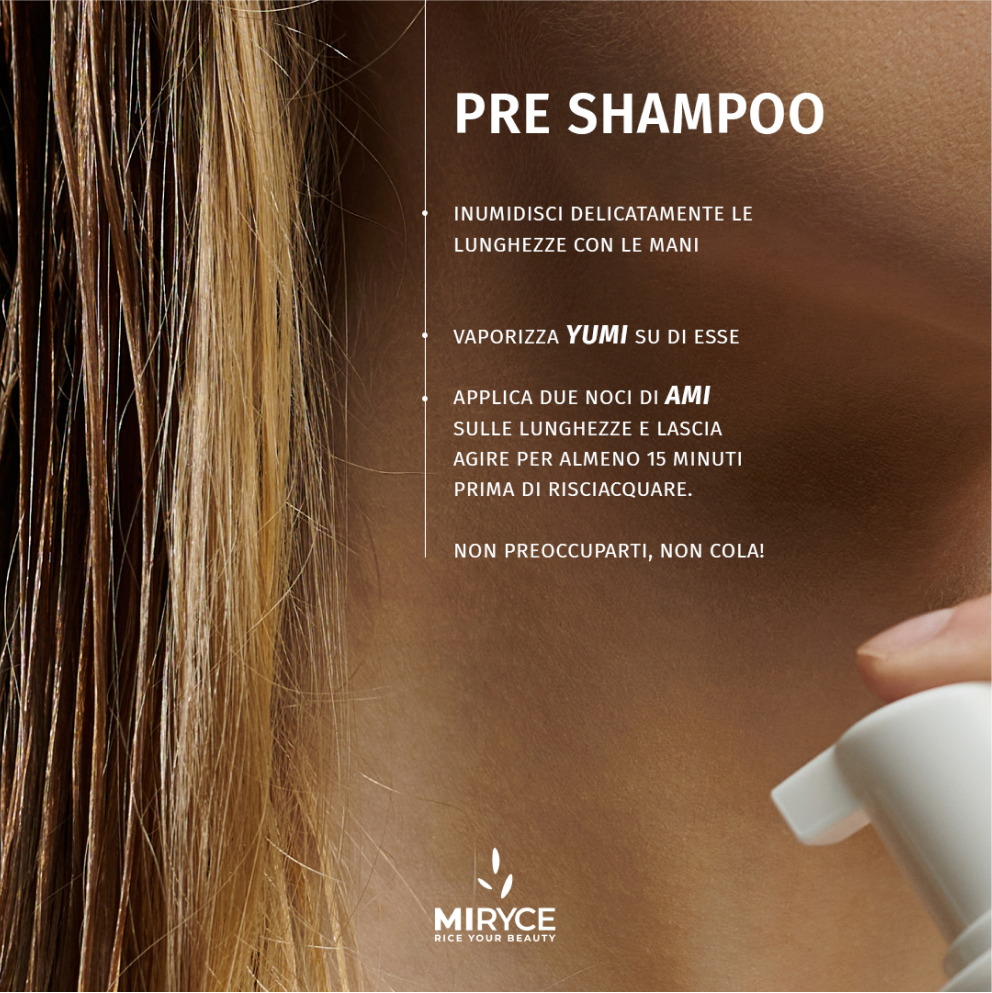 PRE SHAMPOO
INUMIDISCI DELICATAMENTE LE
LUNGHEZZE CON LE MANI
VAPORIZZA YUMI SU DI ESSE
APPLICA DUE NOCI DI AMI
SULLE LUNGHEZZE E LASCIA
AGIRE PER ALMENO 15 MINUTI
PRIMA DI RISCIACQUARE.
NON PREOCCUPARTI, NON COLA!
MIRYCE
RICE YOUR BEAUTY